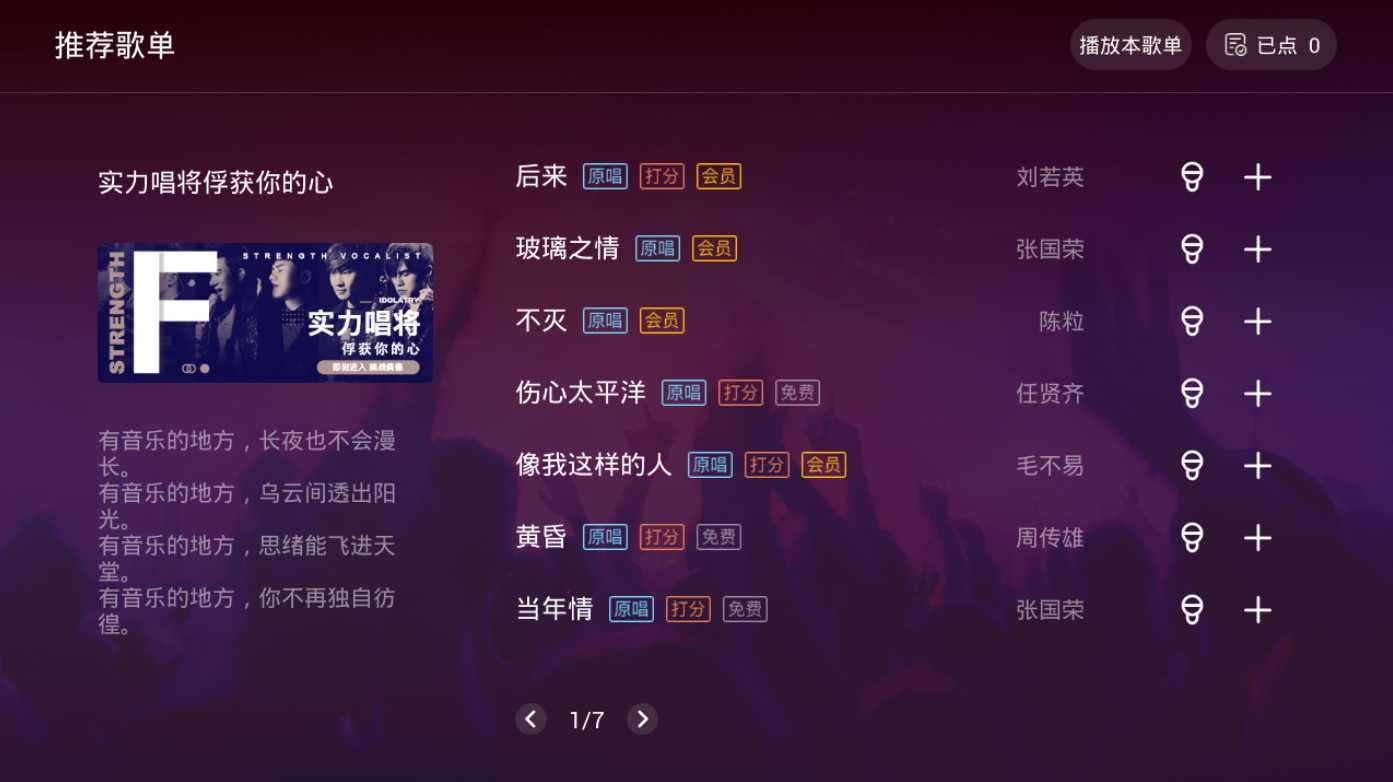 推荐歌单
播放本歌单
已点 0
实力唱将俘获你的心
STRENGTH
F
STRENGTH VOCALIST
IDOLATRY
实力唱将
俘获你的心
即刻进入 挑战偶像
有音乐的地方，长夜也不会漫
长。
有音乐的地方，乌云间透出阳
光。
有音乐的地方，思绪能飞进天
堂。
有音乐的地方，你不再独自彷
徨。
后来 原唱 打分 会员 刘若英
玻璃之情 原唱 会员 张国荣
不灭 原唱 会员 陈粒
伤心太平洋 原唱 打分 免费 任贤齐
像我这样的人 原唱 打分 会员 毛不易
黄昏 原唱 打分 免费 周传雄
当年情 原唱 打分 免费 张国荣
1/7